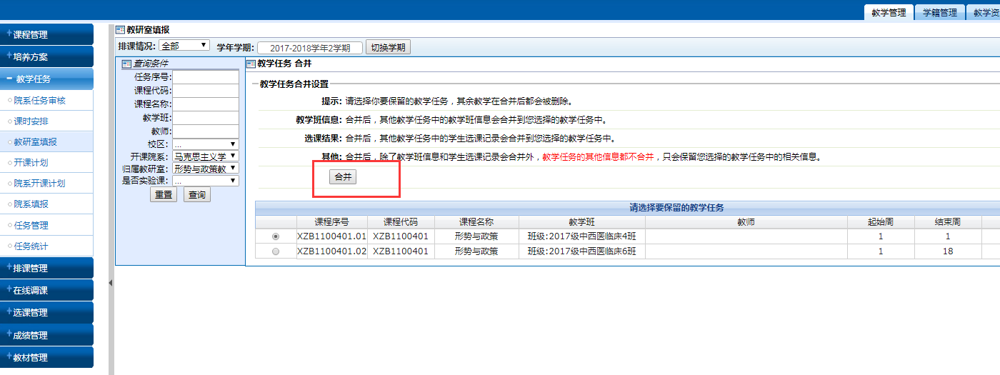 教学管理 学籍管理 教学资
课程管理
培养方案
教学任务
院系任务审核
课时安排
教研室填报
开课计划
院系开课计划
院系填报
任务管理
任务统计
排课管理
在线调课
选课管理
成绩管理
教材管理
教研室填报
排课情况: 全部 学年学期: 2017-2018学年2学期 切换学期
查询条件
任务序号:
课程代码:
课程名称:
教学班:
教师:
校区: ...
开课院系: 马克思主义学
归属教研室: 形势与政策教
是否实验课: ...
重置 查询
教学任务 合并
教学任务合并设置
提示: 请选择你要保留的教学任务，其余教学在合并后都会被删除。
教学班信息: 合并后，其他教学任务中的教学班信息会合并到您选择的教学任务中。
选课结果: 合并后，其他教学任务中的学生选课记录会合并到您选择的教学任务中。
其他: 合并后，除了教学班信息和学生选课记录会合并外，教学任务的其他信息都不合并，只会保留您选择的教学任务中的相关信息。
合并
请选择要保留的教学任务
课程序号 课程代码 课程名称 教学班 教师 起始周 结束周
XZB1100401.01 XZB1100401 形势与政策 班级:2017级中西医临床4班 1 1
XZB1100401.02 XZB1100401 形势与政策 班级:2017级中西医临床6班 1 18